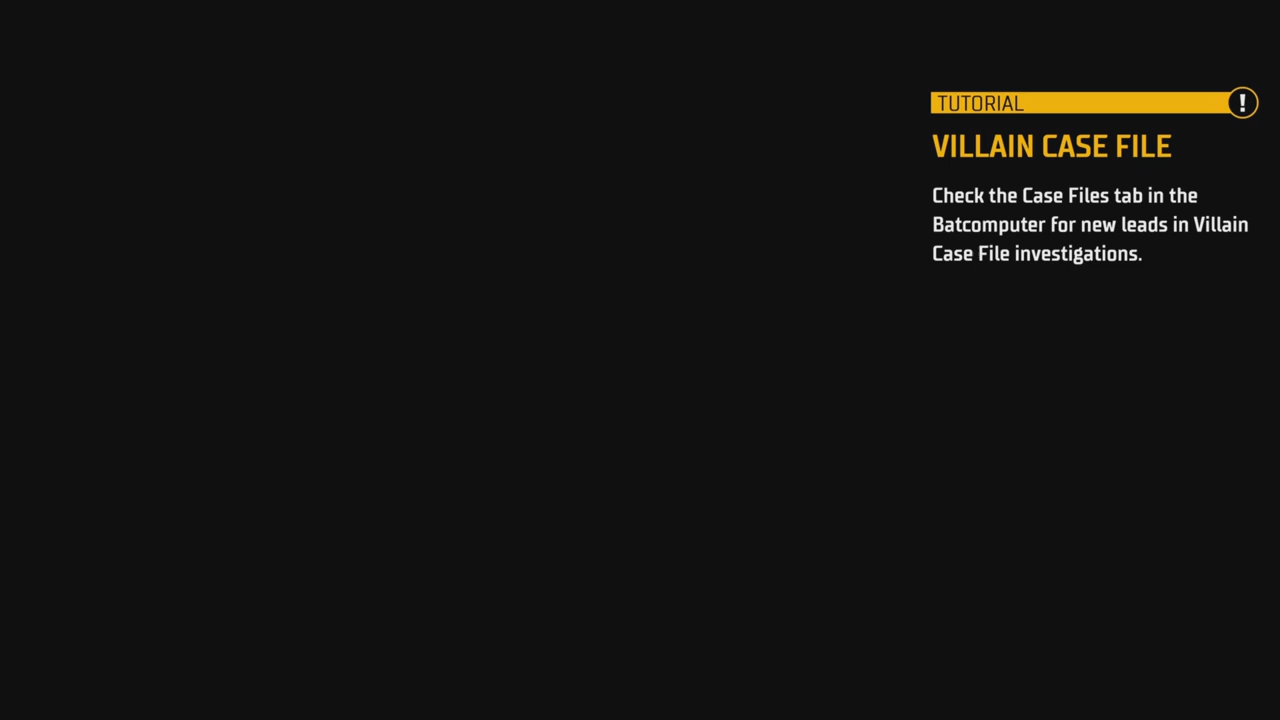 TUTORIAL !
VILLAIN CASE FILE
Check the Case Files tab in the
Batcomputer for new leads in Villain
Case File investigations.